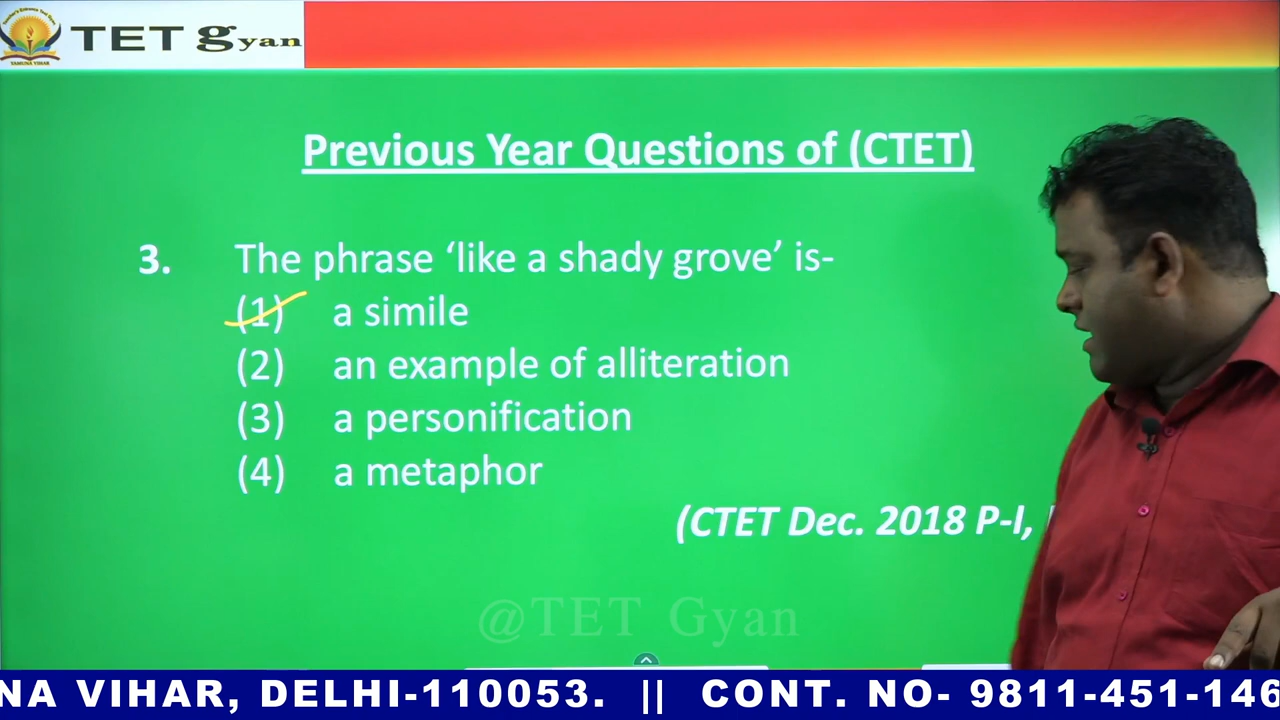 TET Gyan
YAMUNA VIHAR
Previous Year Questions of (CTET)
3. The phrase ‘like a shady grove’ is-
(1) a simile
(2) an example of alliteration
(3) a personification
(4) a metaphor
(CTET Dec. 2018 P-I,
@TET Gyan
NA VIHAR, DELHI-110053. || CONT. NO- 9811-451-146